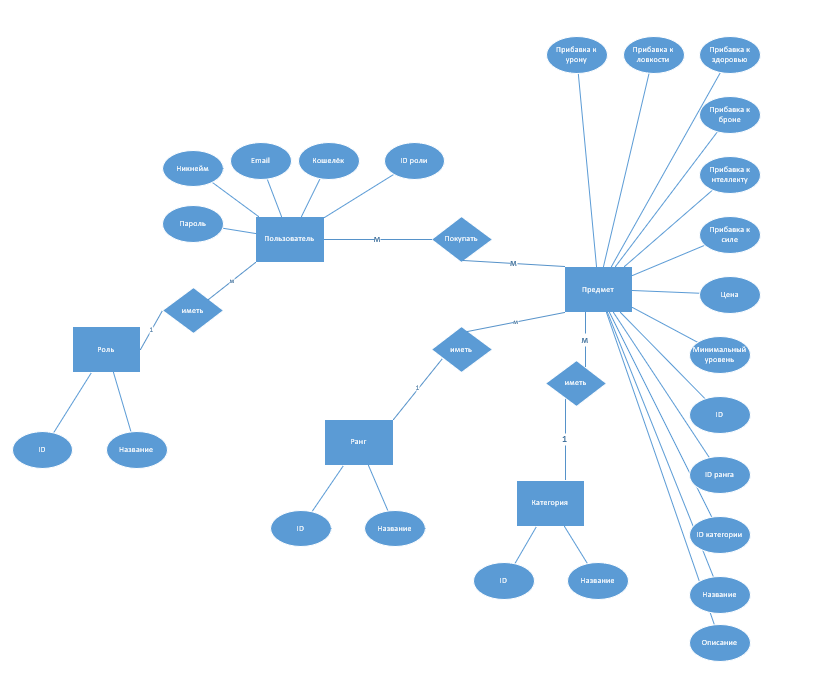 Прибавка к
урону
Прибавка к
ловкости
Прибавка к
здоровью
Прибавка к
броне
Никнейм
Email
Кошелёк
ID роли
Прибавка к
нтеллекту
Пароль
Пользователь
М
Покупать
Прибавка к
силе
М
м
Предмет
Цена
иметь
1
м
Роль
иметь
М
Минимальный
уровень
1
иметь
ID
Ранг
1
ID
Название
ID ранга
Категория
ID
Название
ID категории
ID
Название
Название
Описание